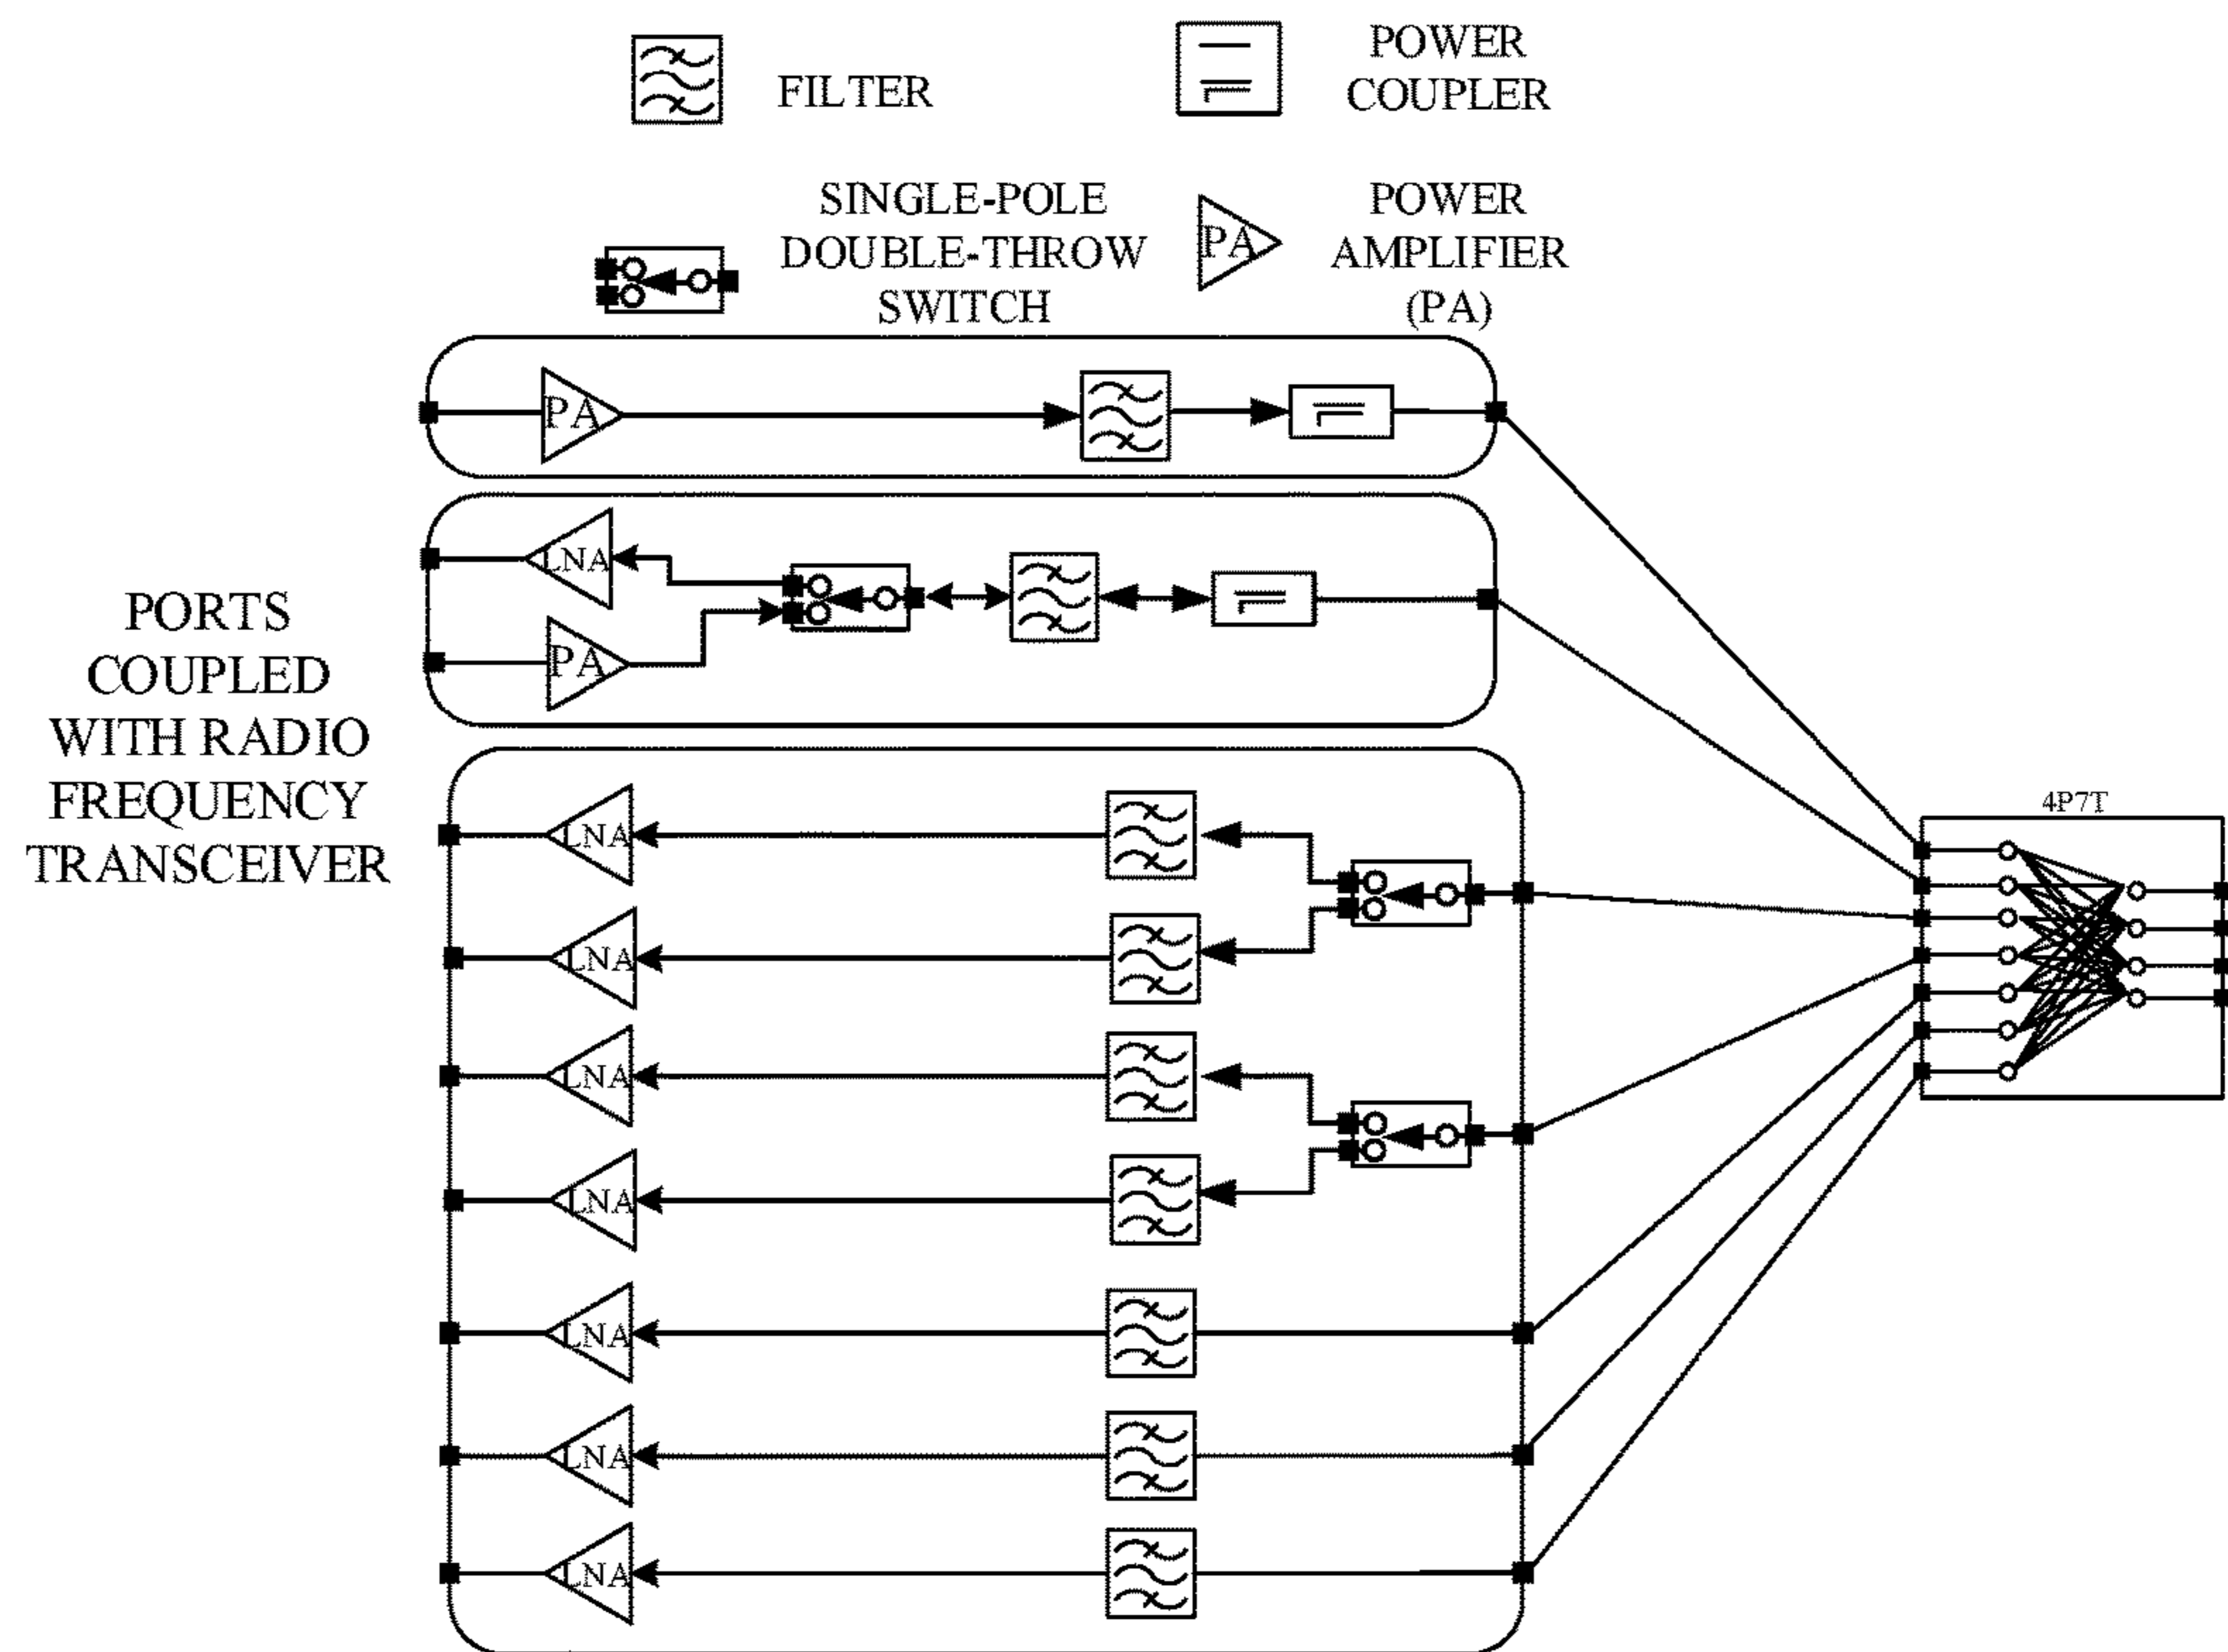 FILTER
POWER
COUPLER
SINGLE-POLE
DOUBLE-THROW
SWITCH
PA
POWER
AMPLIFIER
(PA)
PA
LNA
PA
PORTS
COUPLED
WITH RADIO
FREQUENCY
TRANSCEIVER
LNA
LNA
LNA
LNA
LNA
LNA
LNA
4P7T